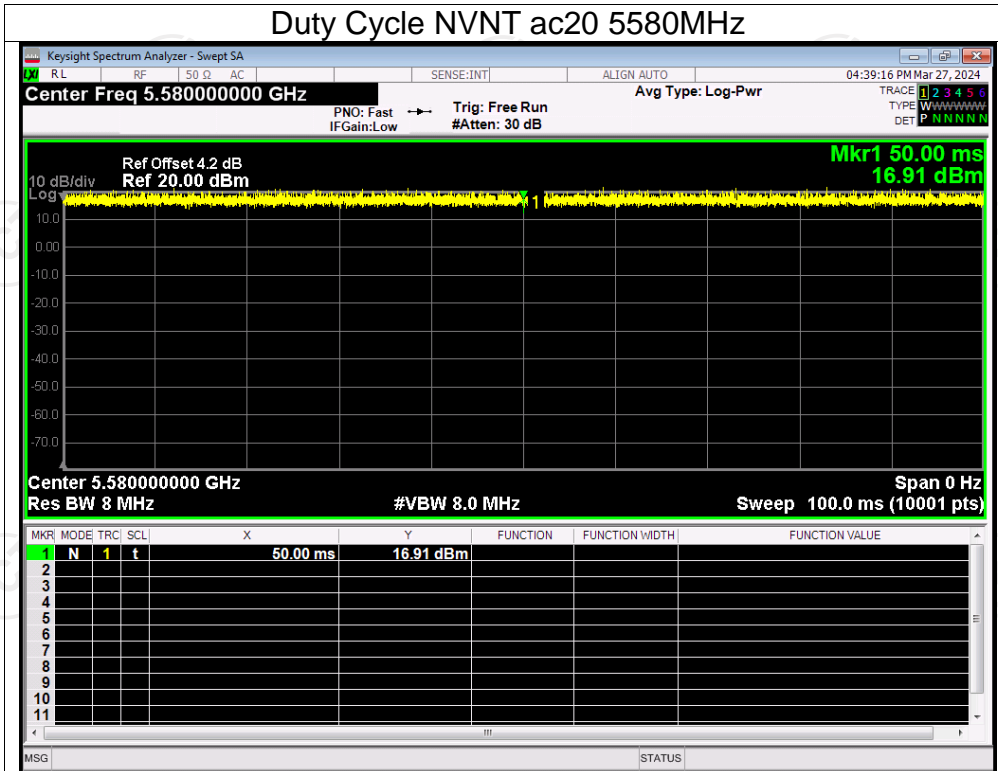 Duty Cycle NVNT ac20 5580MHz
Keysight Spectrum Analyzer - Swept SA
LXI RL RF 50 Ω AC SENSE:INT ALIGN AUTO 04:39:16 PM Mar 27, 2024
Center Freq 5.580000000 GHz Avg Type: Log-Pwr TRACE 1 2 3 4 5 6
PNO: Fast Trig: Free Run TYPE WWWWWW
IFGain:Low #Atten: 30 dB DET P N N N N N
Mkr1 50.00 ms
16.91 dBm
Ref Offset 4.2 dB
10 dB/div Ref 20.00 dBm
Log
1
10.0
0.00
-10.0
-20.0
-30.0
-40.0
-50.0
-60.0
-70.0
Center 5.580000000 GHz Span 0 Hz
Res BW 8 MHz #VBW 8.0 MHz Sweep 100.0 ms (10001 pts)
MKR MODE TRC SCL X Y FUNCTION FUNCTION WIDTH FUNCTION VALUE
1 N 1 t 50.00 ms 16.91 dBm
2
3
4
5
6
7
8
9
10
11
MSG STATUS